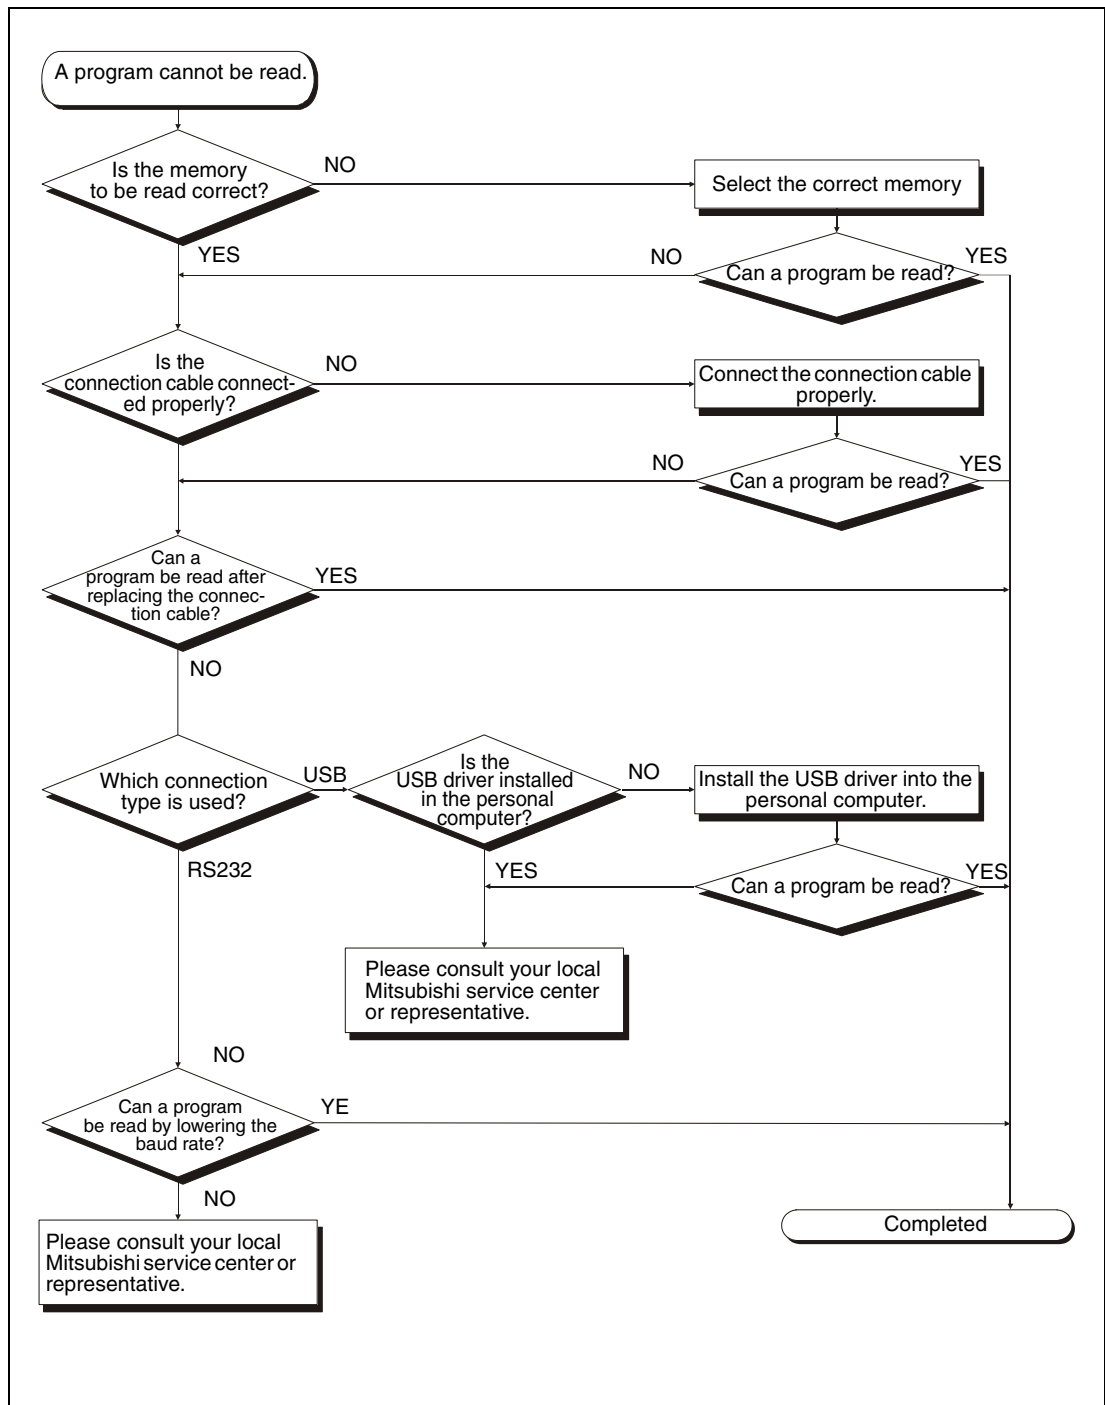 A program cannot be read.
Is the memory
to be read correct?
NO
Select the correct memory
YES
NO
Can a program be read?
YES
Is the
connection cable connect-
ed properly?
NO
Connect the connection cable
properly.
NO
Can a program be read?
YES
Can a
program be read after
replacing the connec-
tion cable?
YES
NO
Which connection
type is used?
USB
Is the
USB driver installed
in the personal
computer?
NO
Install the USB driver into the
personal computer.
RS232
YES
Can a program be read?
YES
Please consult your local
Mitsubishi service center
or representative.
NO
Can a program
be read by lowering the
baud rate?
YE
NO
Completed
Please consult your local
Mitsubishi service center or
representative.